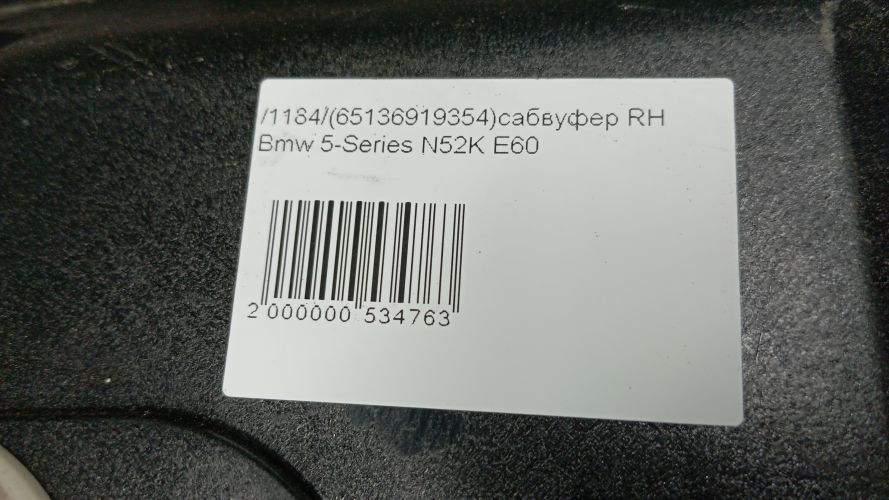 /1184/(65136919354)сабвуфер RH
Bmw 5-Series N52K E60
2 000000 534763